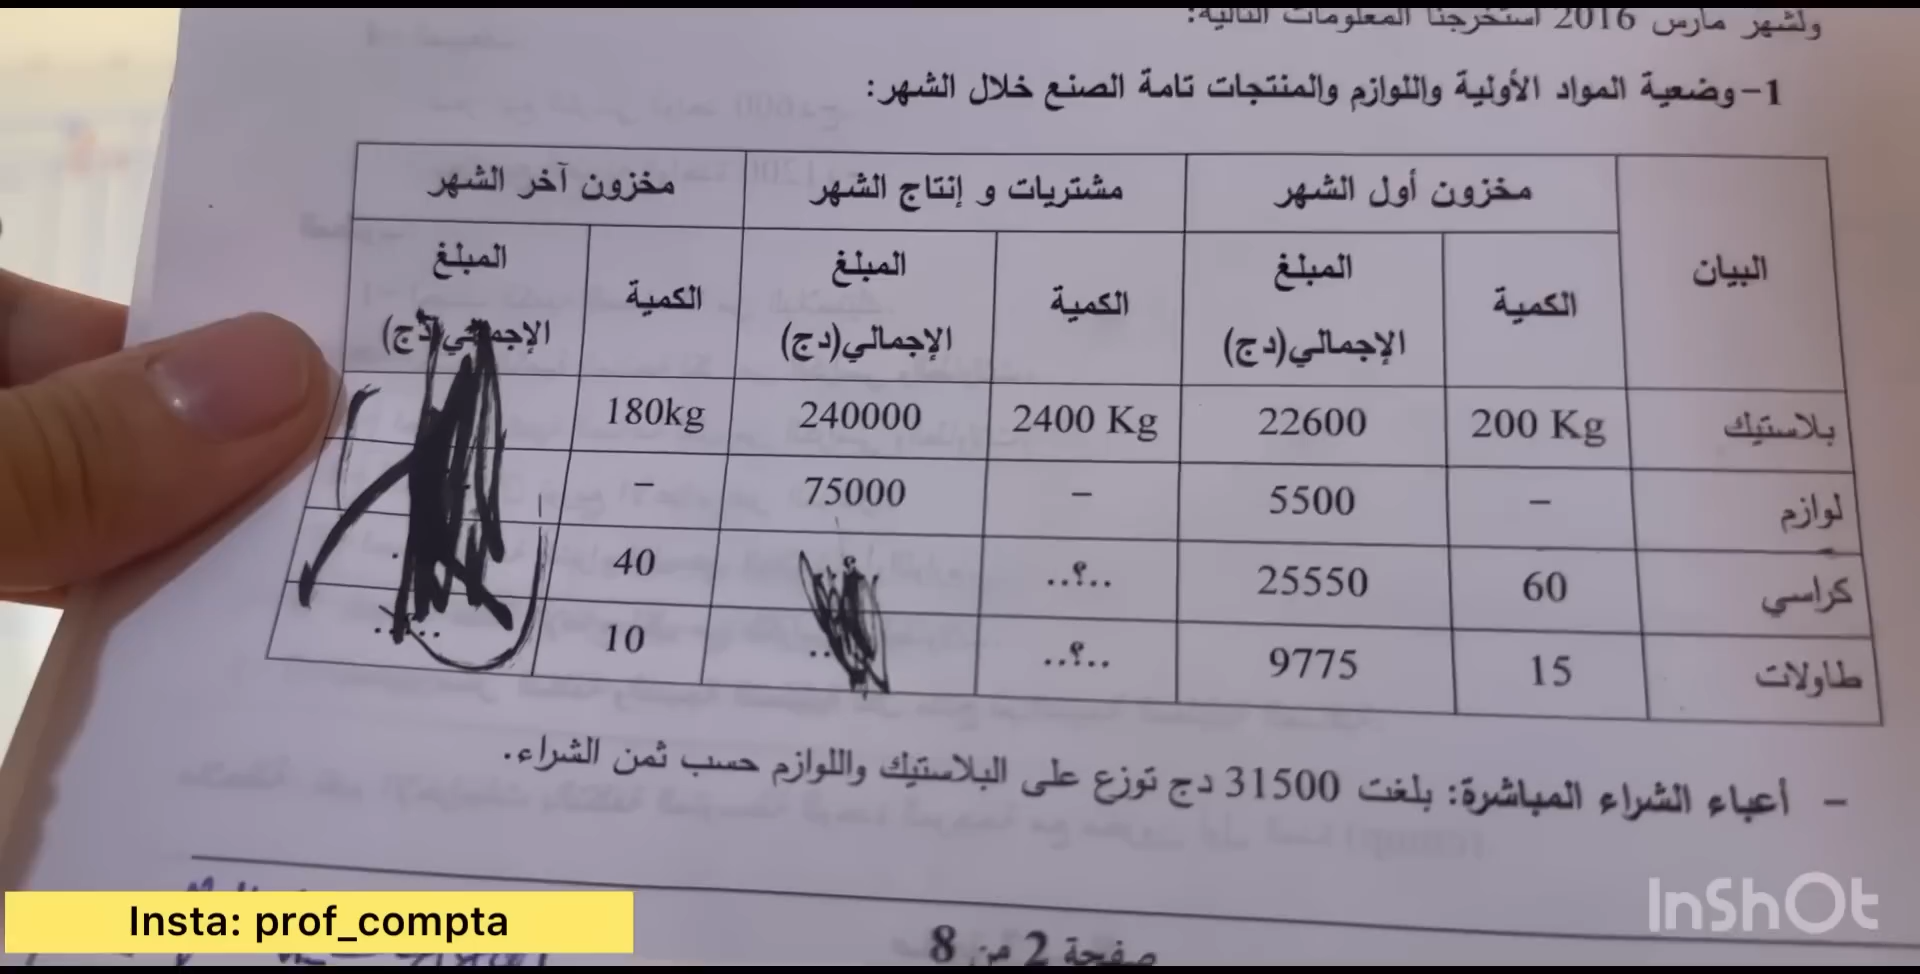 ولشهر مارس 2016 استخرجنا المعلومات التالية:
1- وضعية المواد الأولية واللوازم والمنتجات تامة الصنع خلال الشهر:
البيان مخزون أول الشهر مشتريات و إنتاج الشهر مخزون آخر الشهر
الكمية المبلغ الإجمالي(دج) الكمية المبلغ الإجمالي(دج) الكمية المبلغ الإجمالي(دج)
بلاستيك 200 Kg 22600 2400 Kg 240000 180kg
لوازم - 5500 - 75000 -
كراسي 60 25550 ..؟.. ؟ 40
طاولات 15 9775 ..؟.. 10
- أعباء الشراء المباشرة: بلغت 31500 دج توزع على البلاستيك واللوازم حسب ثمن الشراء.
صفحة 2 من 8
Insta: prof_compta
InShOt